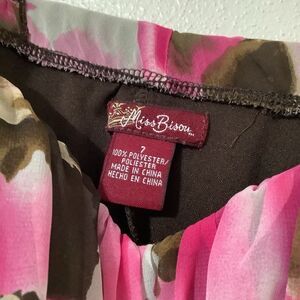 Miss Bisou
7
100% POLYESTER/
POLIESTER
MADE IN CHINA
HECHO EN CHINA